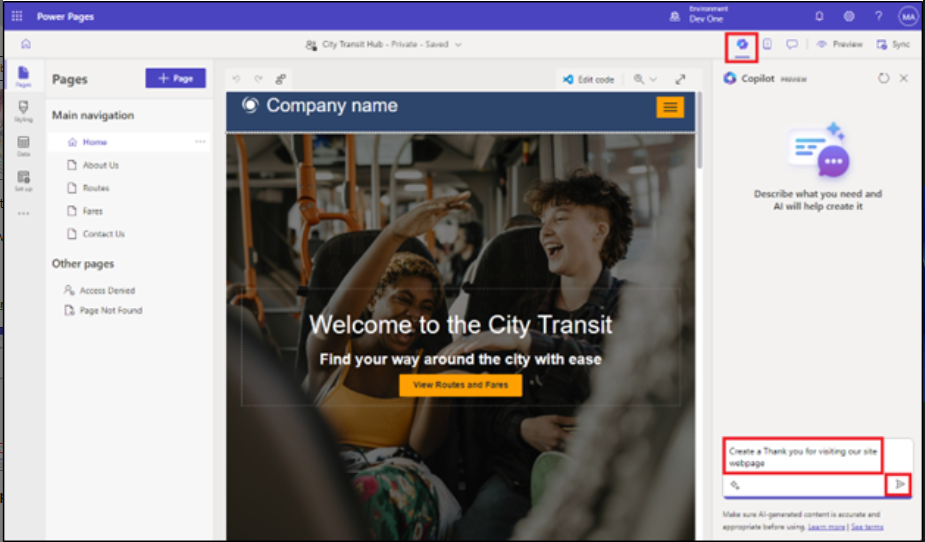 Power Pages
Environment
Dev One
MA
City Transit Hub - Private - Saved
Preview
Sync
Pages
Styling
Data
Set up
Pages
+ Page
Main navigation
Home
About Us
Routes
Fares
Contact Us
Other pages
Access Denied
Page Not Found
Edit code
Company name
Welcome to the City Transit
Find your way around the city with ease
View Routes and Fares
Copilot PREVIEW
Describe what you need and
AI will help create it
Create a Thank you for visiting our site
webpage
Make sure AI-generated content is accurate and
appropriate before using. Learn more | See terms